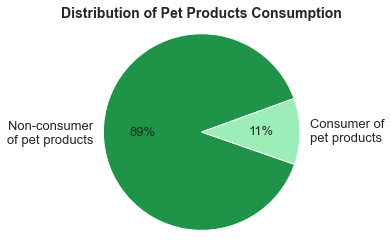 Distribution of Pet Products Consumption
Non-consumer
of pet products
89%
11%
Consumer of
pet products